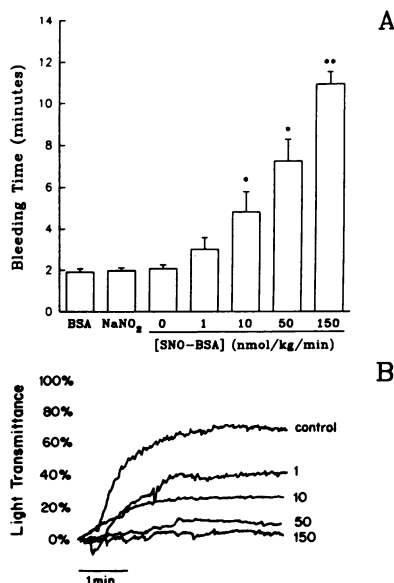 A
Bleeding Time (minutes)
14
12
10
8
6
4
2
0
* * **
BSA NaNO₂ 0 1 10 50 150
[SNO-BSA] (nmol/kg/min)
B
Light Transmittance
100%
80%
60%
40%
20%
0%
control
1
10
50
150
1min